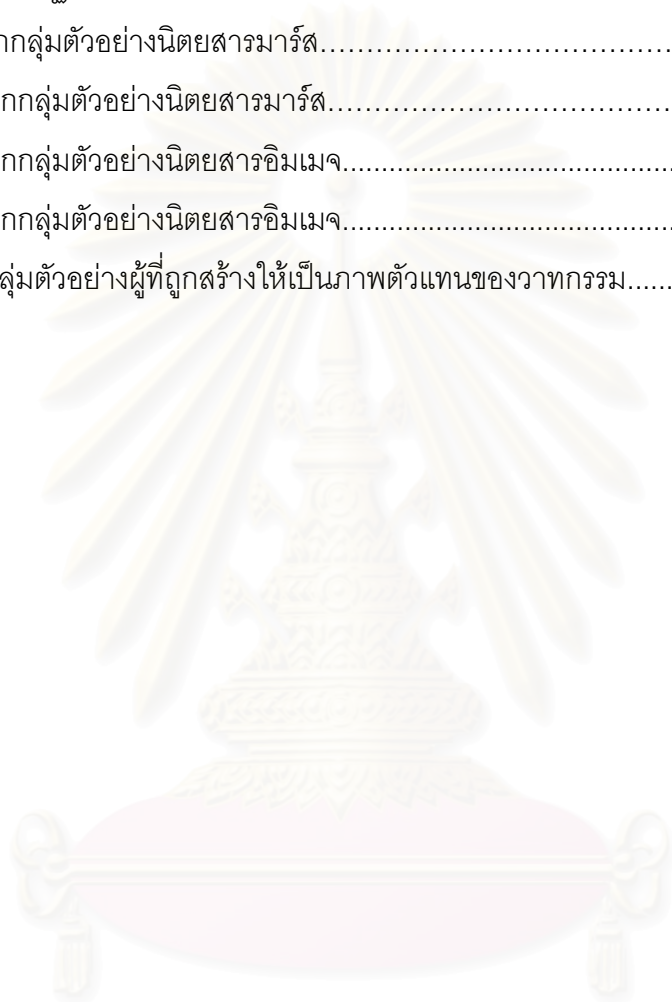 ากกลุ่มตัวอย่างนิตยสารมาร์ส……………………………………
กกลุ่มตัวอย่างนิตยสารมาร์ส……………………………………
กกลุ่มตัวอย่างนิตยสารอิมเมจ..............................................
กกลุ่มตัวอย่างนิตยสารอิมเมจ..............................................
ลุ่มตัวอย่างผู้ที่ถูกสร้างให้เป็นภาพตัวแทนของวาทกรรม......